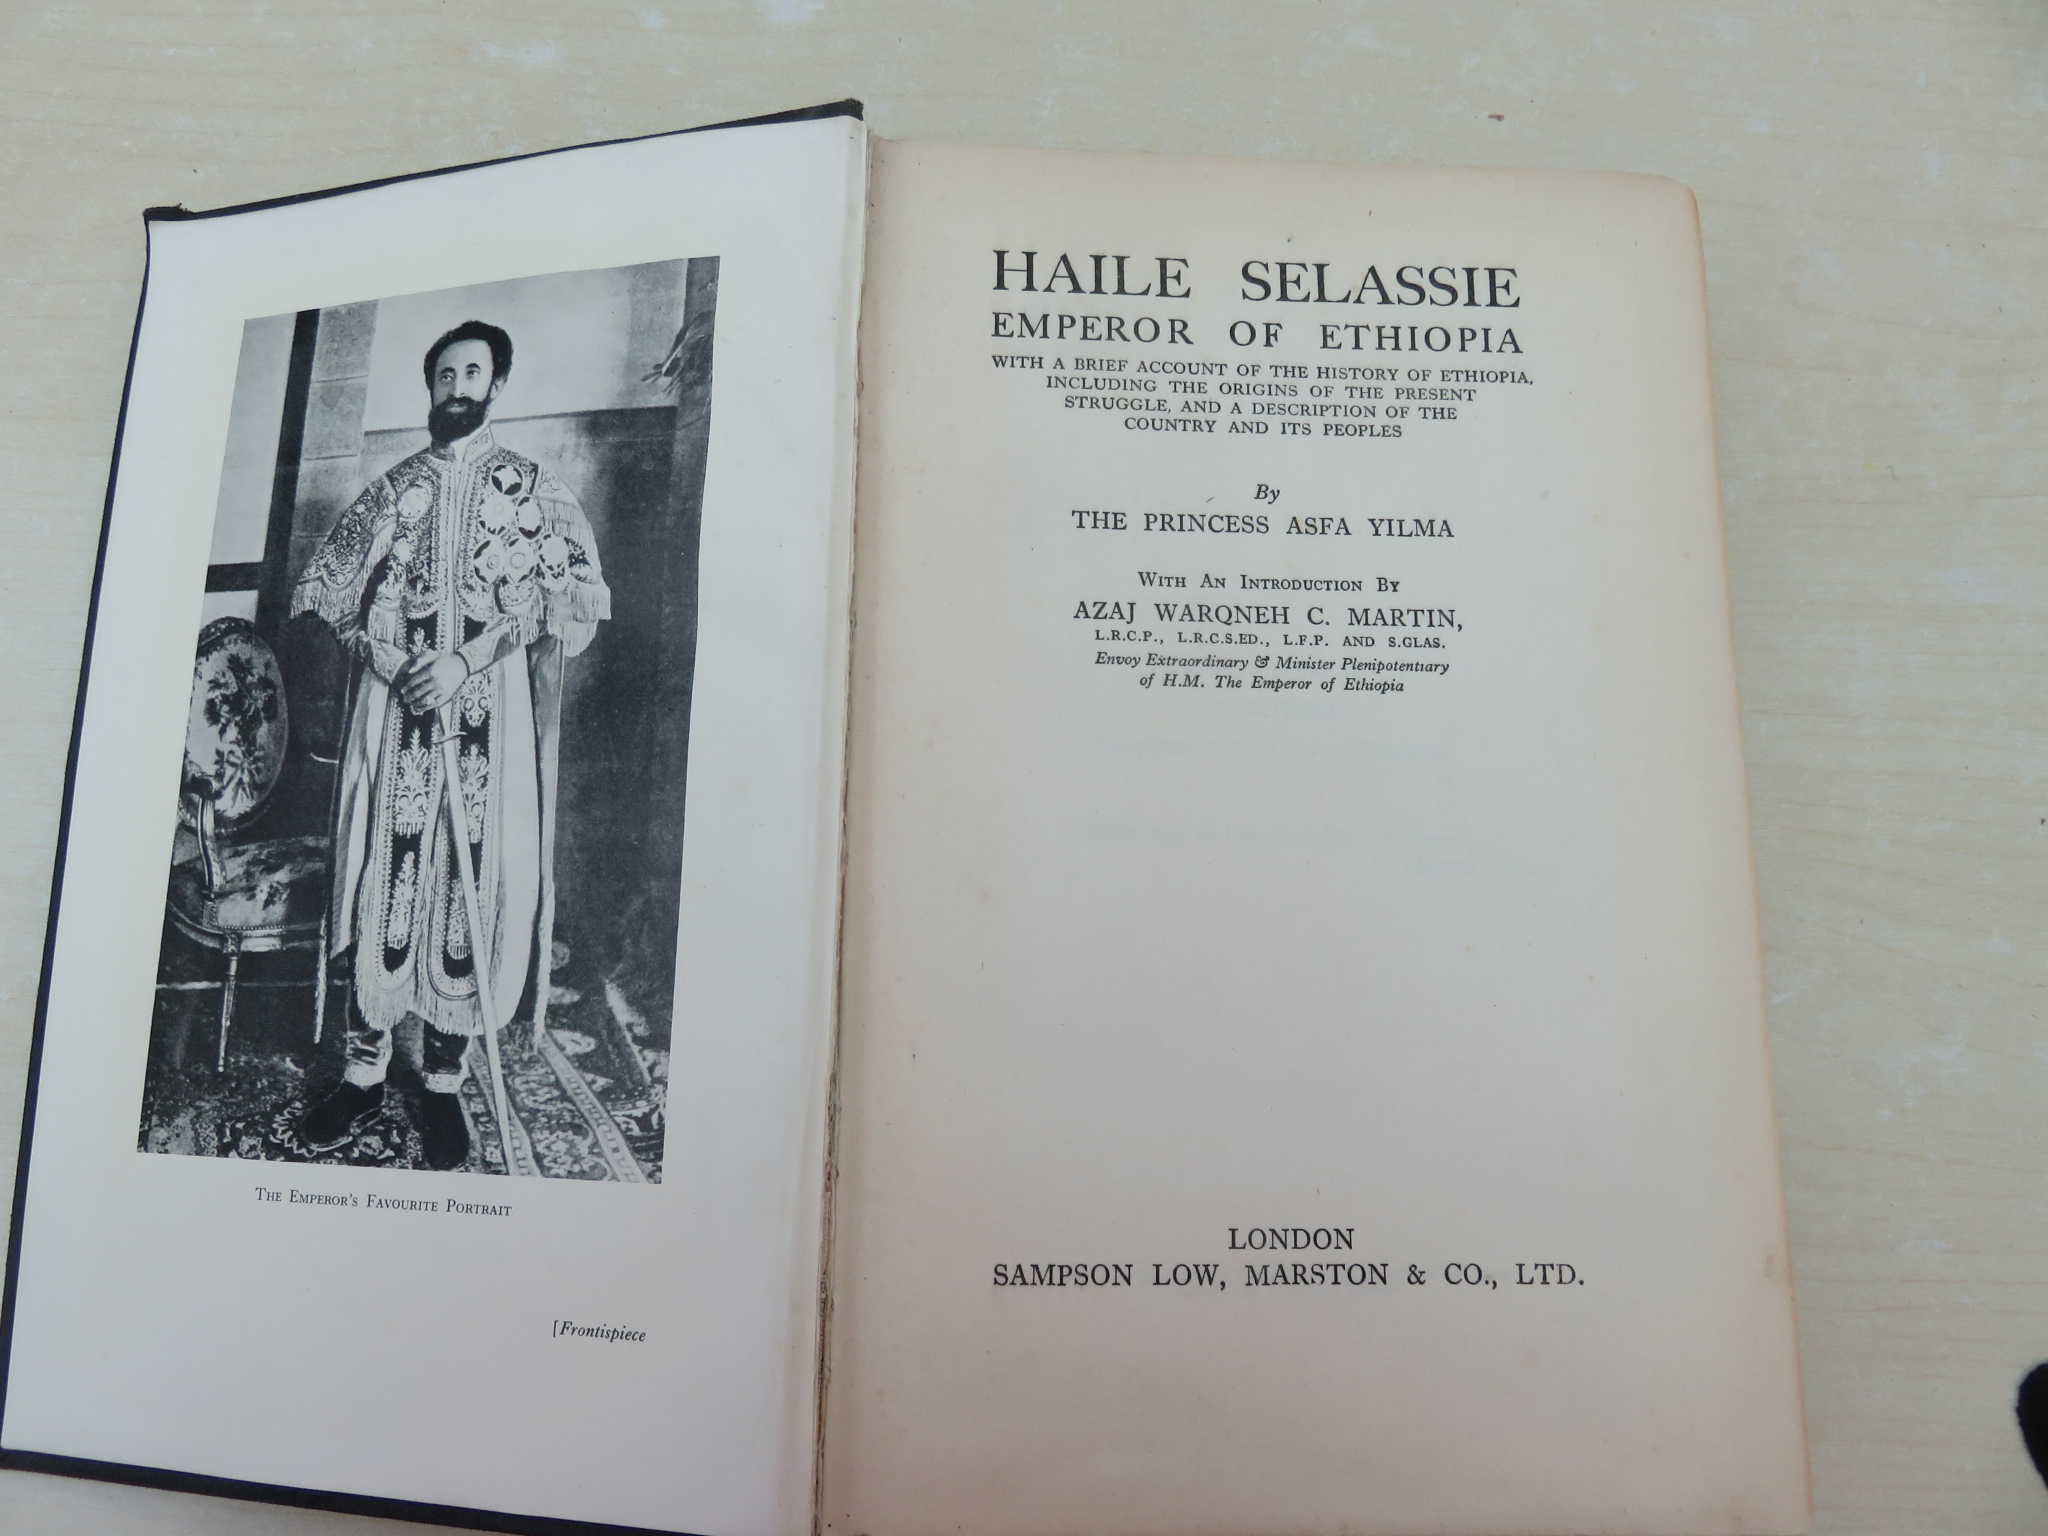 THE EMPEROR'S FAVOURITE PORTRAIT
[Frontispiece
HAILE SELASSIE
EMPEROR OF ETHIOPIA
WITH A BRIEF ACCOUNT OF THE HISTORY OF ETHIOPIA,
INCLUDING THE ORIGINS OF THE PRESENT
STRUGGLE, AND A DESCRIPTION OF THE
COUNTRY AND ITS PEOPLES
By
THE PRINCESS ASFA YILMA
WITH AN INTRODUCTION BY
AZAJ WARQNEH C. MARTIN,
L.R.C.P., L.R.C.S.ED., L.F.P. AND S.GLAS.
Envoy Extraordinary & Minister Plenipotentiary
of H.M. The Emperor of Ethiopia
LONDON
SAMPSON LOW, MARSTON & CO., LTD.